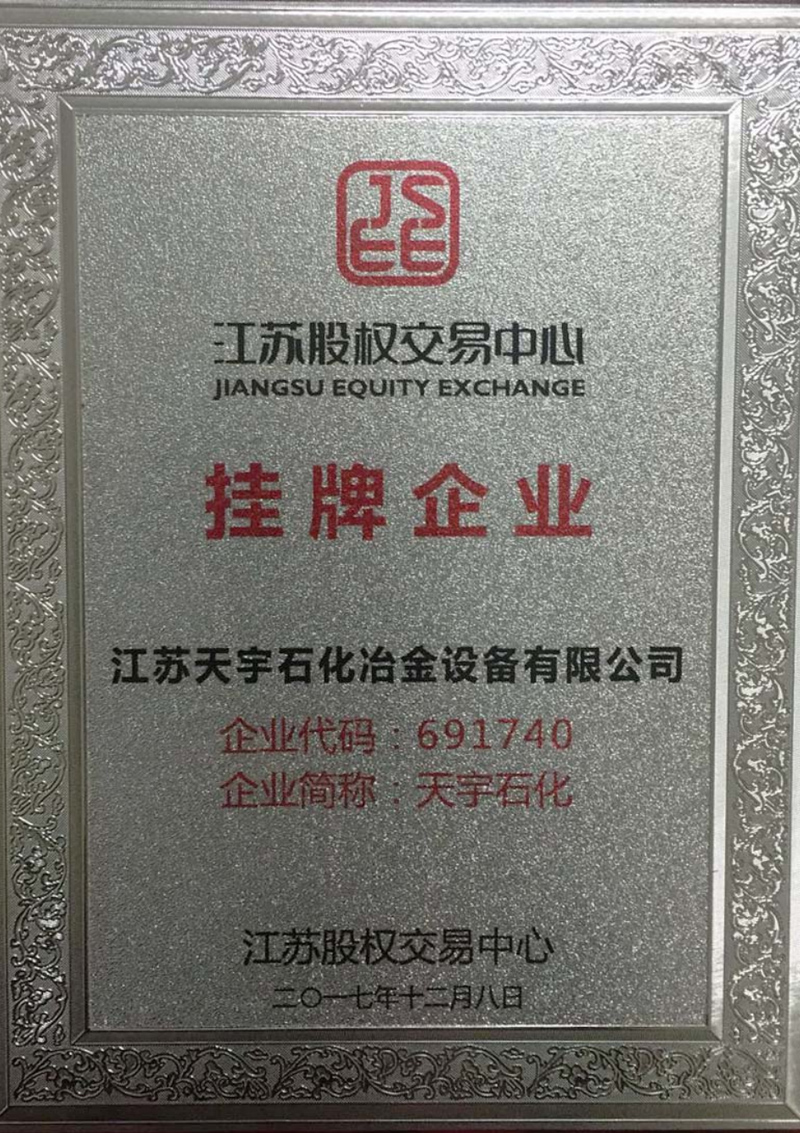 JS
EE
江苏股权交易中心
JIANGSU EQUITY EXCHANGE
挂牌企业
江苏天宇石化冶金设备有限公司
企业代码：691740
企业简称：天宇石化
江苏股权交易中心
二〇一七年十二月八日